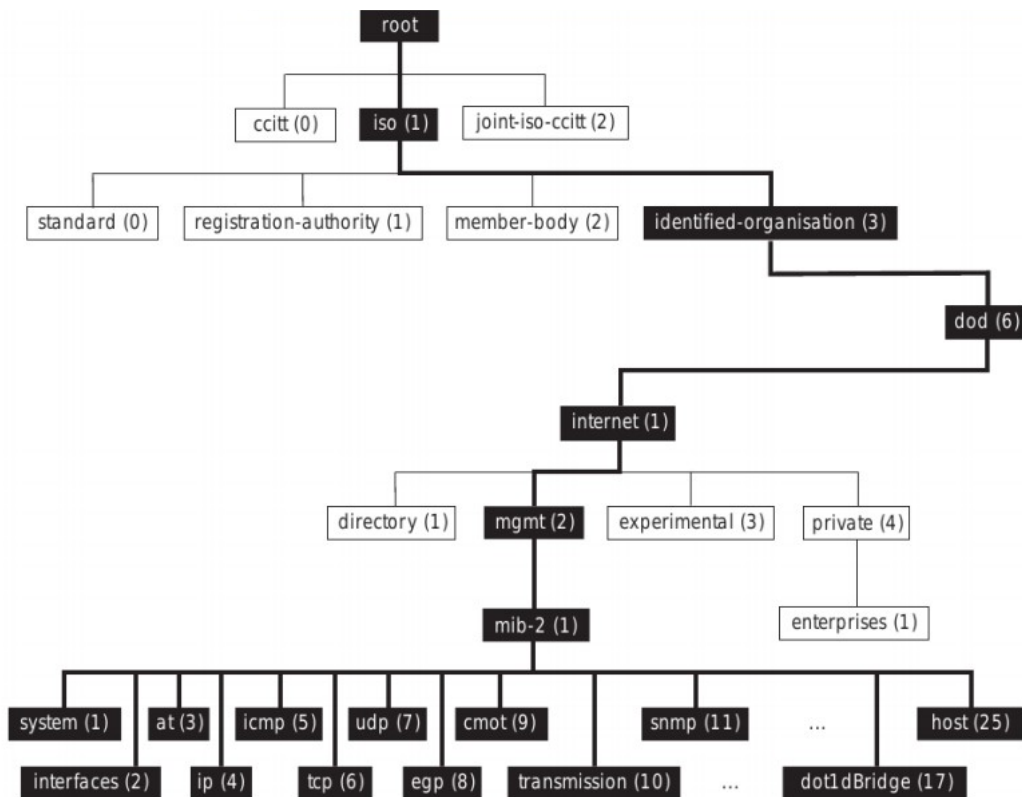 root
ccitt (0)
iso (1)
joint-iso-ccitt (2)
standard (0)
registration-authority (1)
member-body (2)
identified-organisation (3)
dod (6)
internet (1)
directory (1)
mgmt (2)
experimental (3)
private (4)
mib-2 (1)
enterprises (1)
system (1)
at (3)
icmp (5)
udp (7)
cmot (9)
snmp (11)
...
host (25)
interfaces (2)
ip (4)
tcp (6)
egp (8)
transmission (10)
...
dot1dBridge (17)